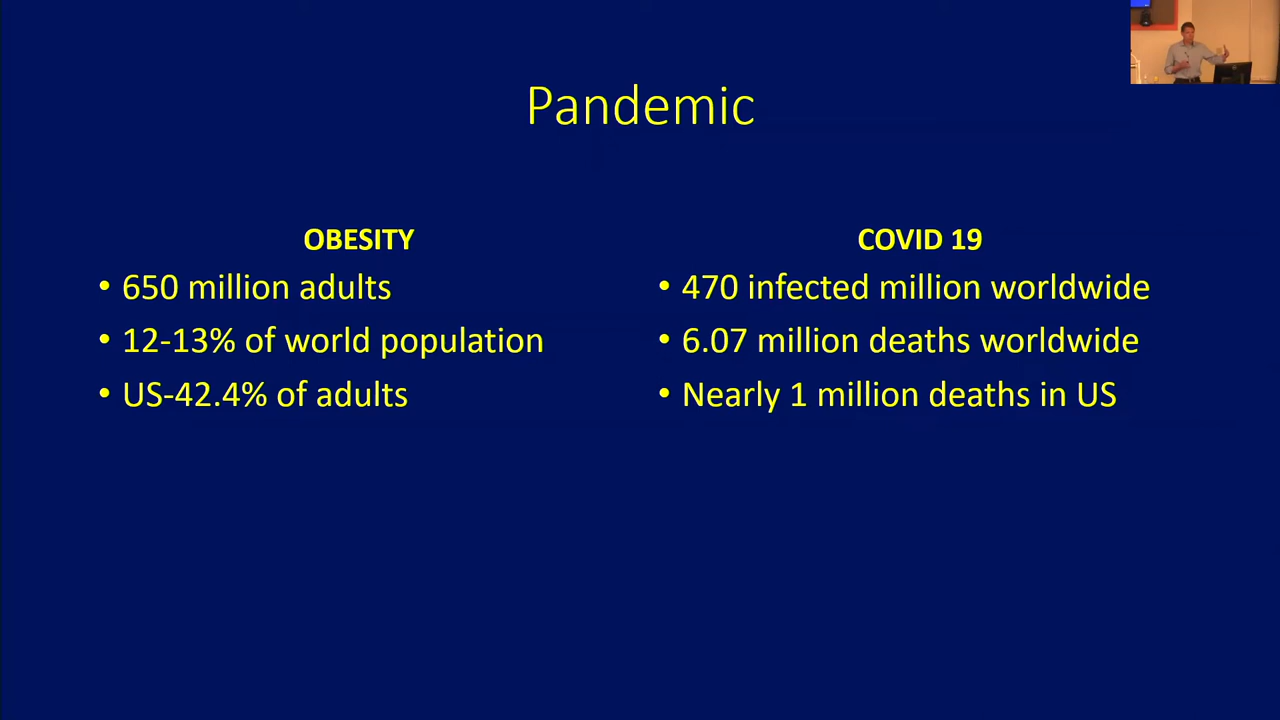 Pandemic
OBESITY
• 650 million adults
• 12-13% of world population
• US-42.4% of adults
COVID 19
• 470 infected million worldwide
• 6.07 million deaths worldwide
• Nearly 1 million deaths in US